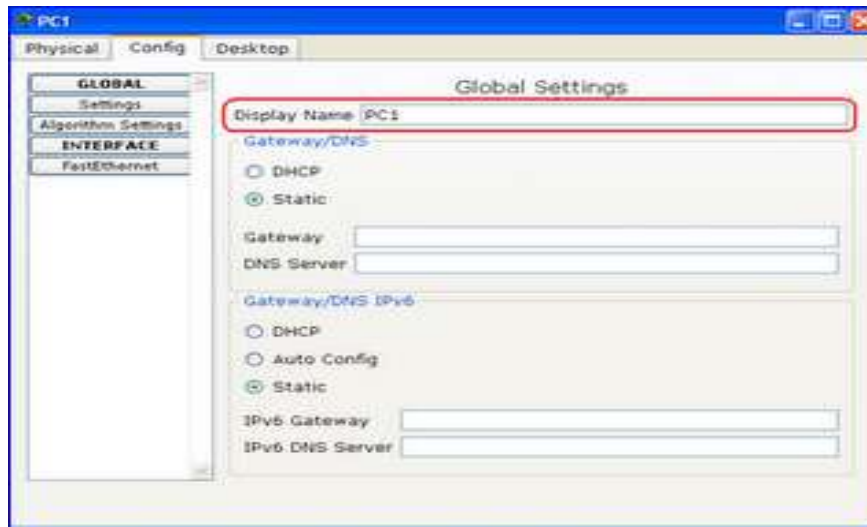 PC1
Physical Config Desktop
GLOBAL
Settings
Algorithm Settings
INTERFACE
FastEthernet
Global Settings
Display Name PC1
Gateway/DNS
DHCP
Static
Gateway
DNS Server
Gateway/DNS IPv6
DHCP
Auto Config
Static
IPv6 Gateway
IPv6 DNS Server